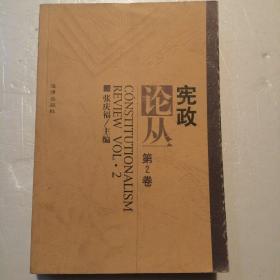 宪政
论丛
第2卷
CONSTITUTIONALISM
REVIEW VOL·2
张庆福/主编
法律出版社